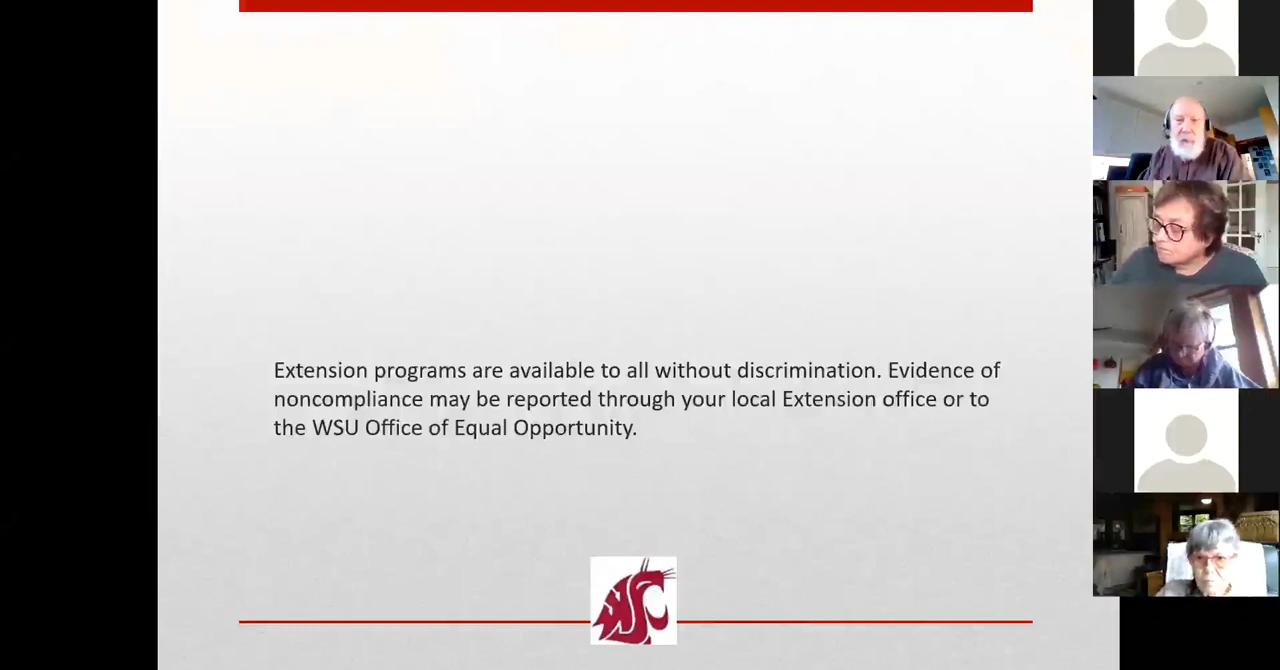 Extension programs are available to all without discrimination. Evidence of
noncompliance may be reported through your local Extension office or to
the WSU Office of Equal Opportunity.
WSC